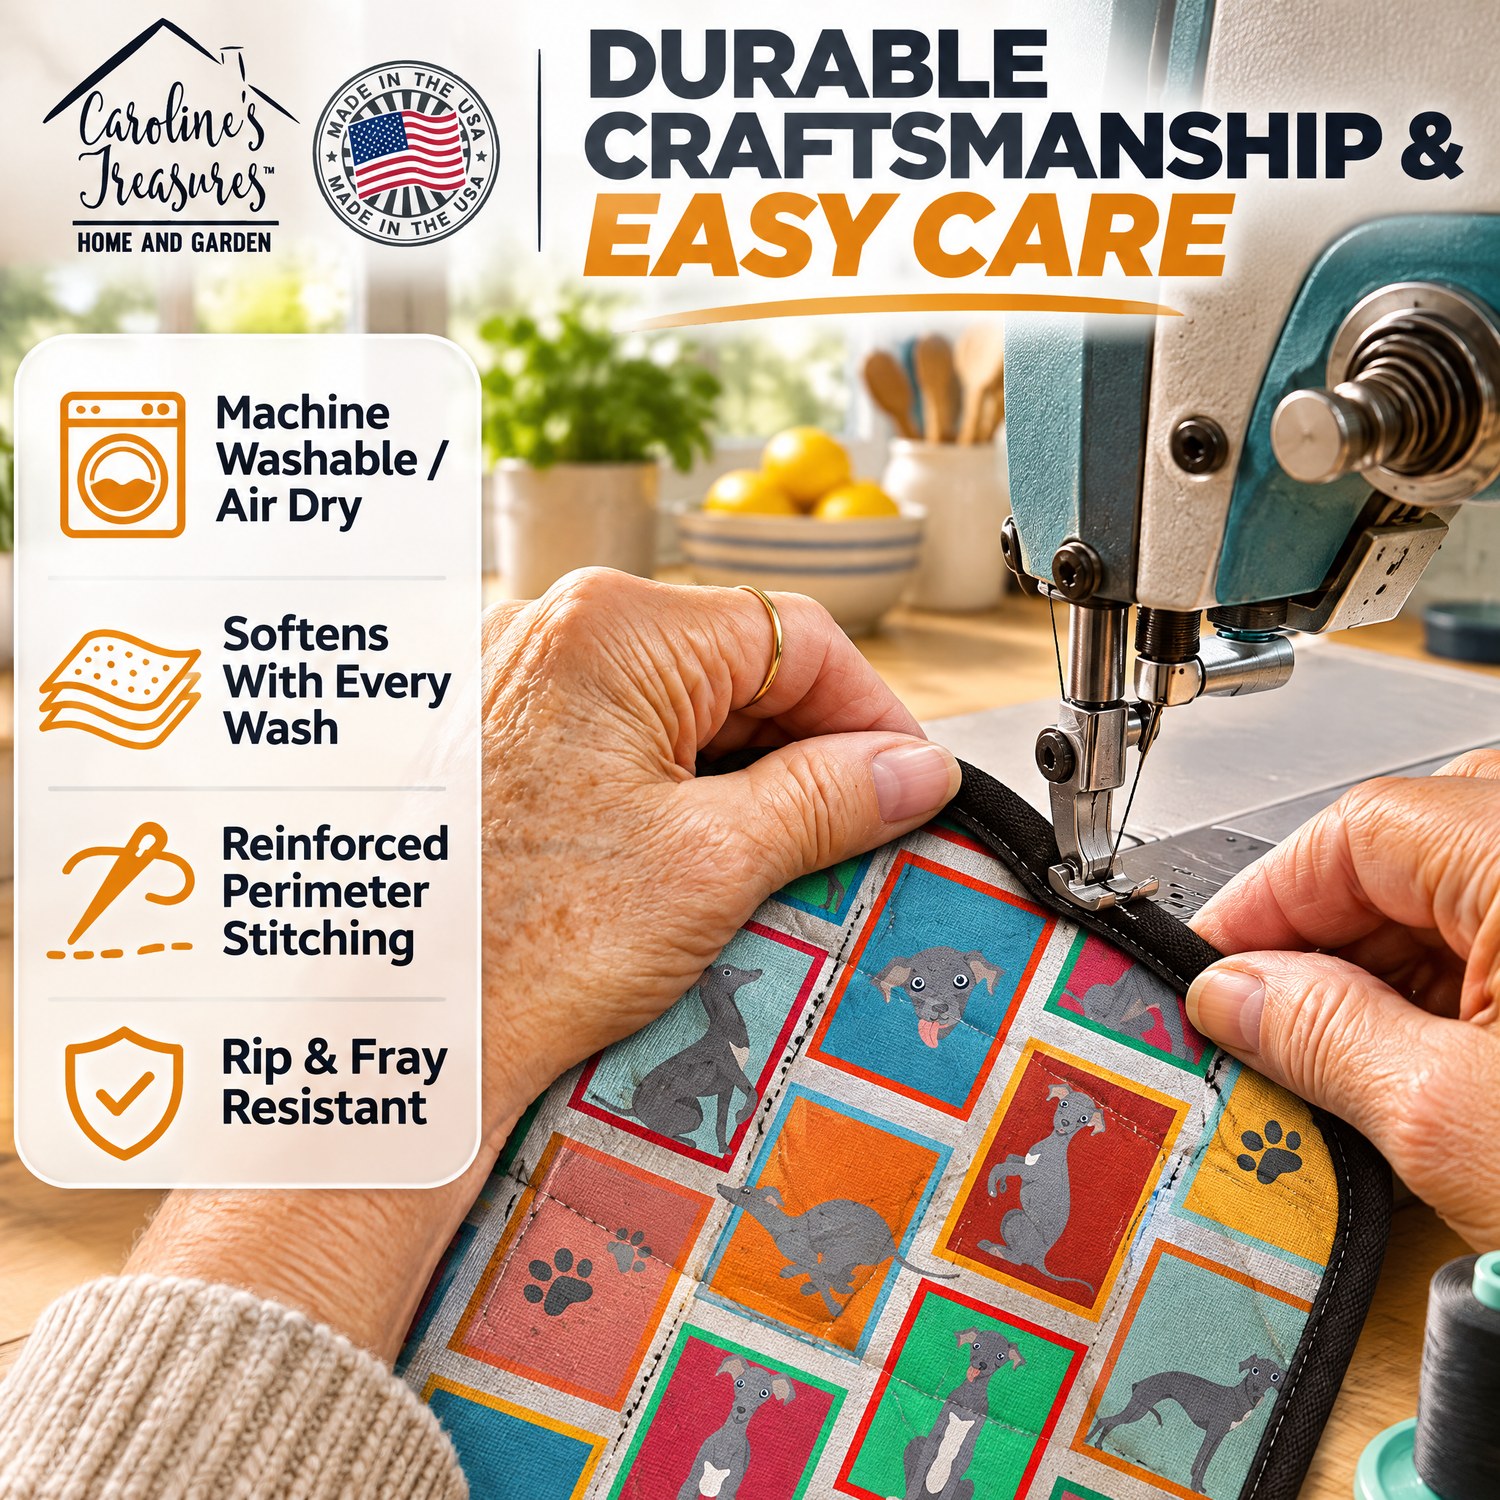 Caroline's
Treasures™
HOME AND GARDEN
MADE IN THE USA
MADE IN THE USA
DURABLE
CRAFTSMANSHIP &
EASY CARE
Machine
Washable /
Air Dry
Softens
With Every
Wash
Reinforced
Perimeter
Stitching
Rip & Fray
Resistant